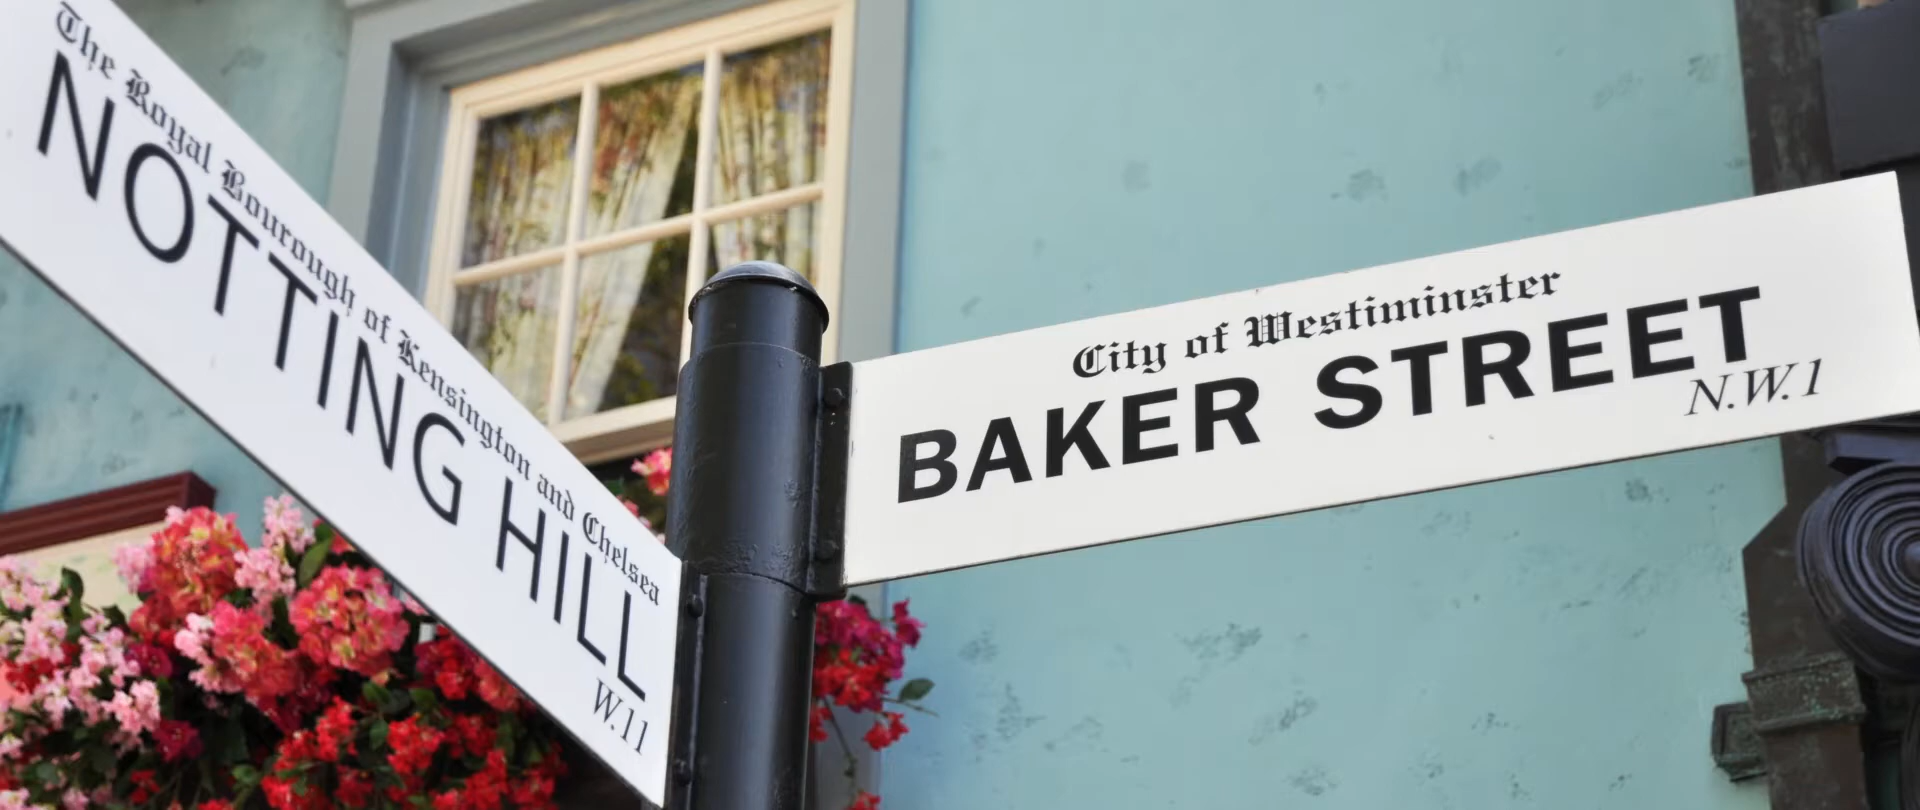 The Royal Bourough of Kensington and Chelsea
NOTTING HILL
W.11
City of Westiminster
BAKER STREET
N.W.1